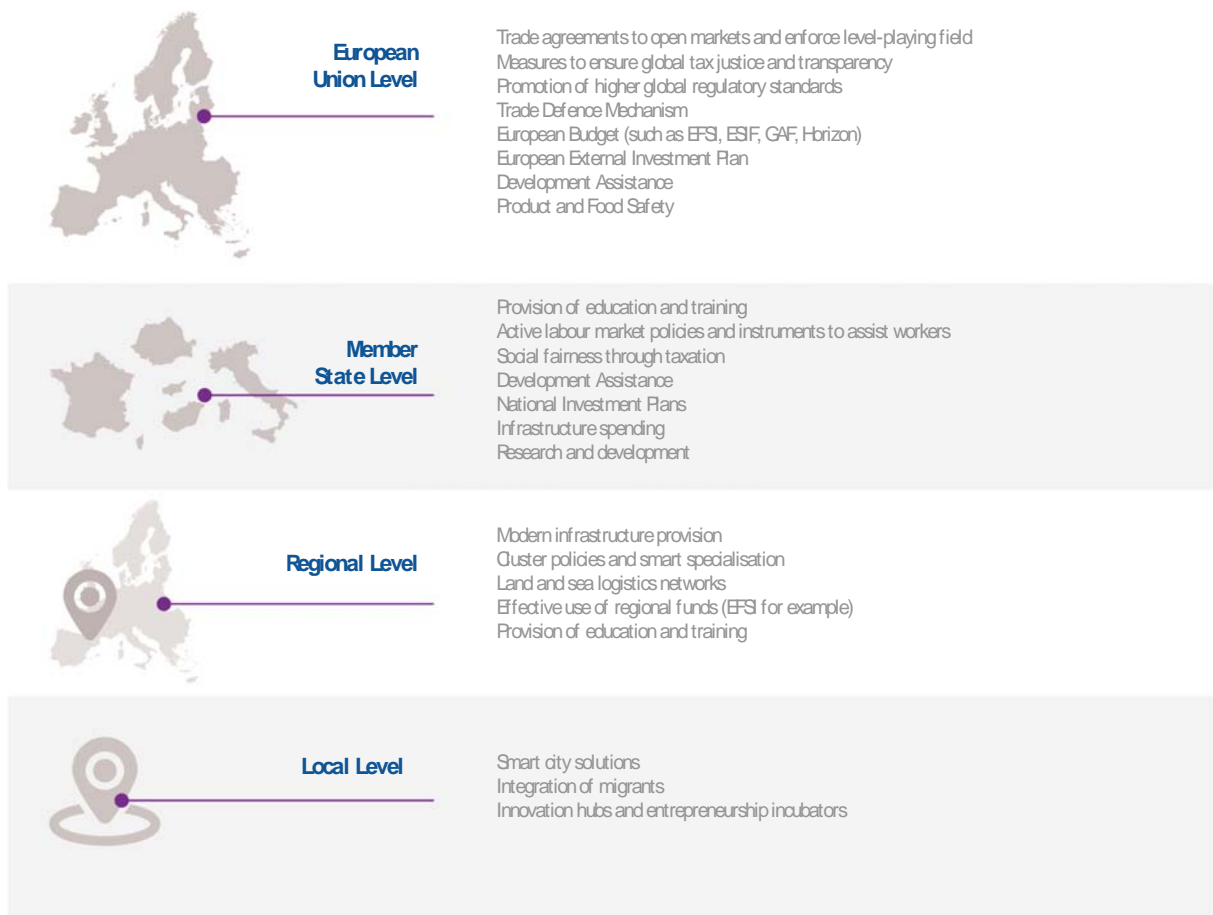 European
Union Level
Trade agreements to open markets and enforce level-playing field
Measures to ensure global tax justice and transparency
Promotion of higher global regulatory standards
Trade Defence Mechanism
European Budget (such as EFSI, ESIF, GAF, Horizon)
European External Investment Plan
Development Assistance
Product and Food Safety
Member
State Level
Provision of education and training
Active labour market policies and instruments to assist workers
Social fairness through taxation
Development Assistance
National Investment Plans
Infrastructure spending
Research and development
Regional Level
Modern infrastructure provision
Cluster policies and smart specialisation
Land and sea logistics networks
Effective use of regional funds (EFSI for example)
Provision of education and training
Local Level
Smart city solutions
Integration of migrants
Innovation hubs and entrepreneurship incubators